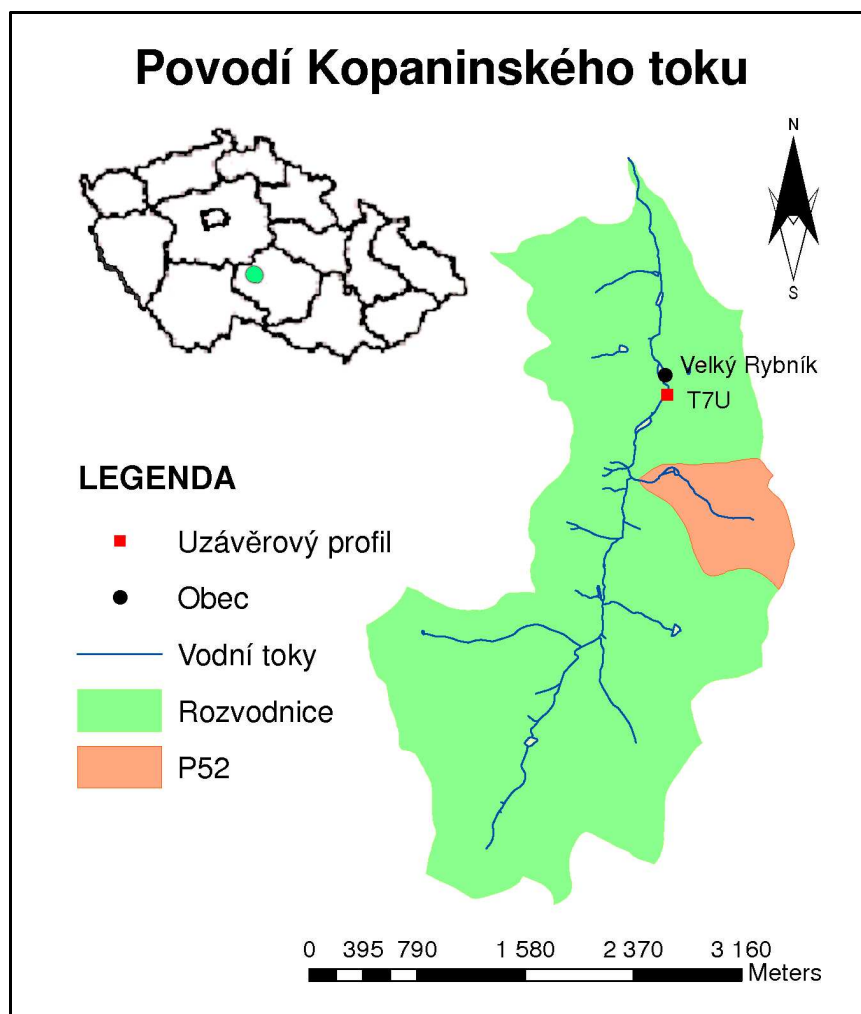 Povodí Kopaninského toku
N
S
Velký Rybník
T7U
LEGENDA
Uzávěrový profil
Obec
Vodní toky
Rozvodnice
P52
0 395 790 1 580 2 370 3 160
Meters